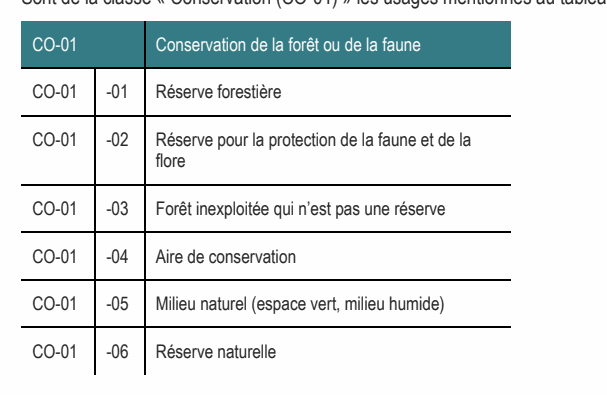 Sont de la classe « Conservation (CO-01) » les usages mentionnés au tableau
CO-01 Conservation de la forêt ou de la faune
CO-01 -01 Réserve forestière
CO-01 -02 Réserve pour la protection de la faune et de la
flore
CO-01 -03 Forêt inexploitée qui n'est pas une réserve
CO-01 -04 Aire de conservation
CO-01 -05 Milieu naturel (espace vert, milieu humide)
CO-01 -06 Réserve naturelle